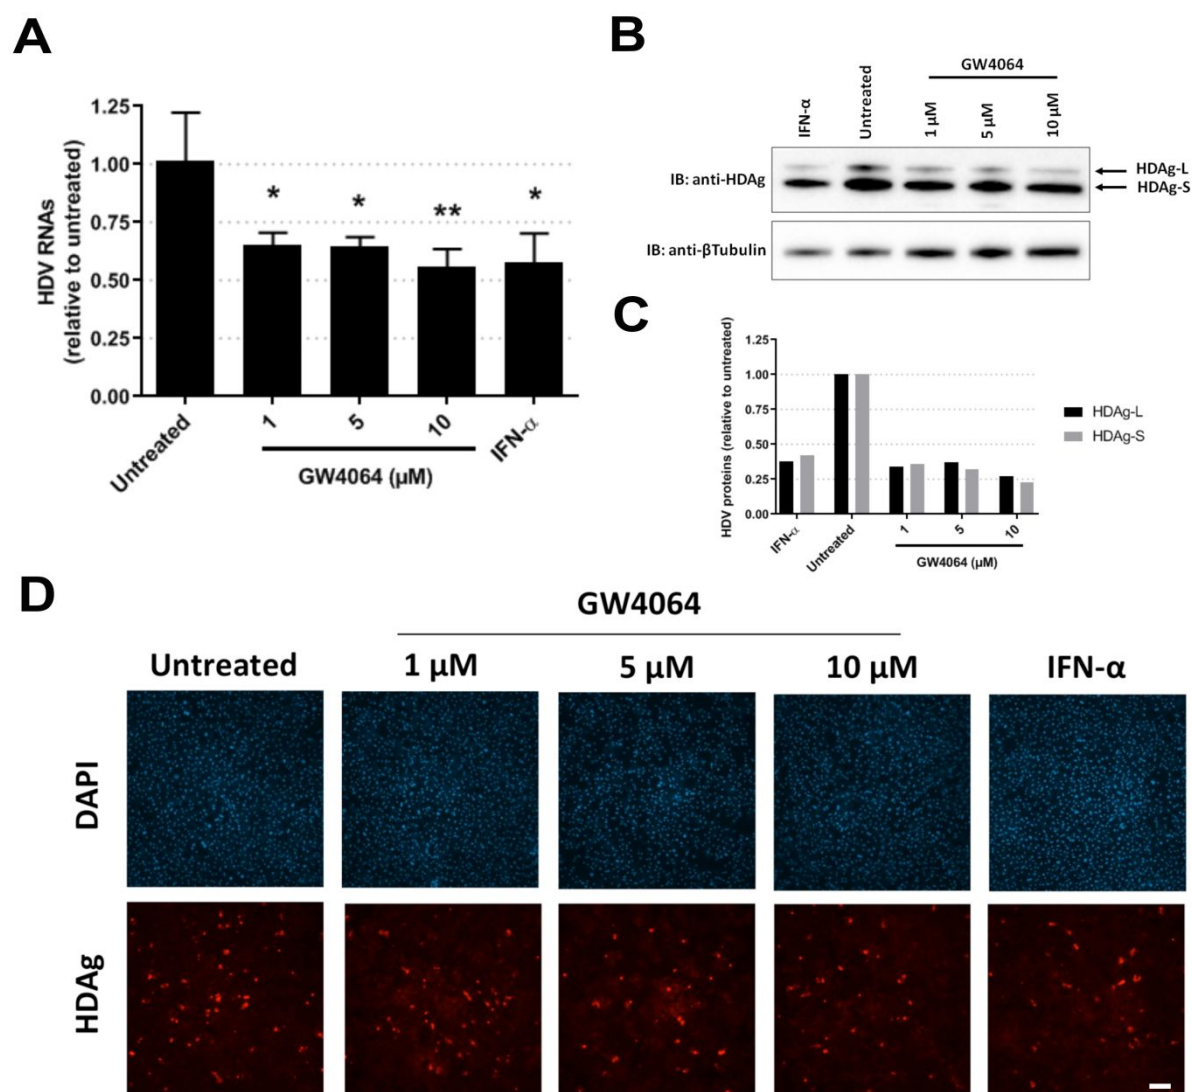 A
HDV RNAs
(relative to untreated)
1.25
1.00
0.75
0.50
0.25
0.00
*
*
**
*
Untreated
1
5
10
IFN-α
GW4064 (µM)
B
GW4064
IFN-α
Untreated
1 µM
5 µM
10 µM
IB: anti-HDAg
HDAg-L
HDAg-S
IB: anti-βTubulin
C
HDV proteins (relative to untreated)
1.25
1.00
0.75
0.50
0.25
0.00
HDAg-L
HDAg-S
IFN-α
Untreated
1
5
10
GW4064 (µM)
D
GW4064
Untreated
1 µM
5 µM
10 µM
IFN-α
DAPI
HDAg